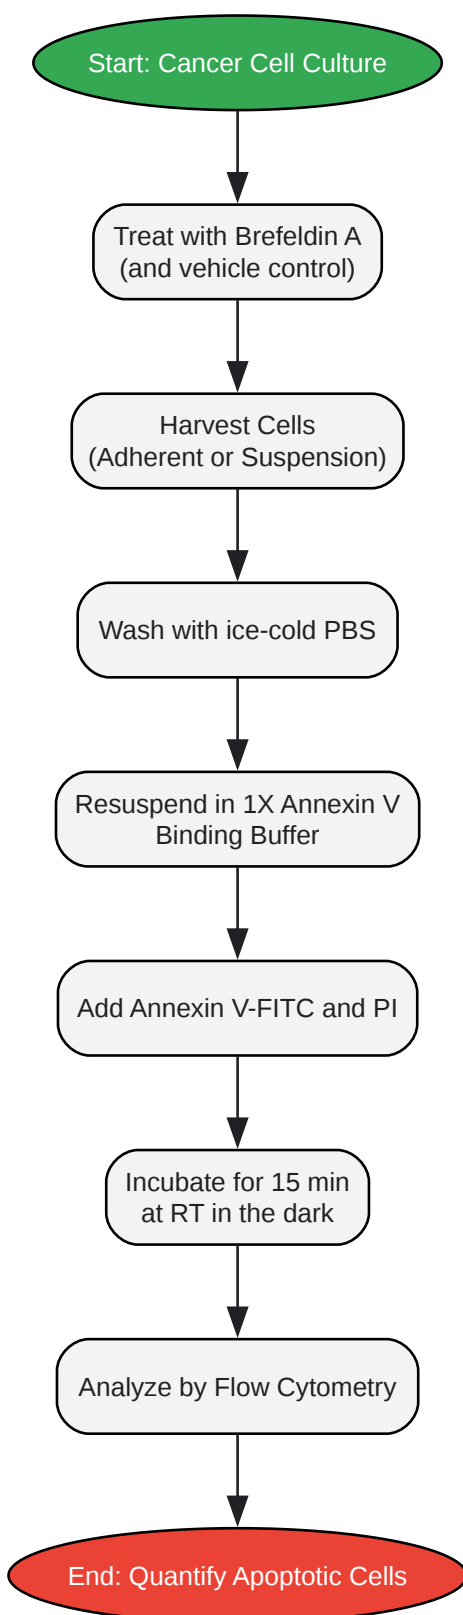 Start: Cancer Cell Culture
Treat with Brefeldin A
(and vehicle control)
Harvest Cells
(Adherent or Suspension)
Wash with ice-cold PBS
Resuspend in 1X Annexin V
Binding Buffer
Add Annexin V-FITC and PI
Incubate for 15 min
at RT in the dark
Analyze by Flow Cytometry
End: Quantify Apoptotic Cells